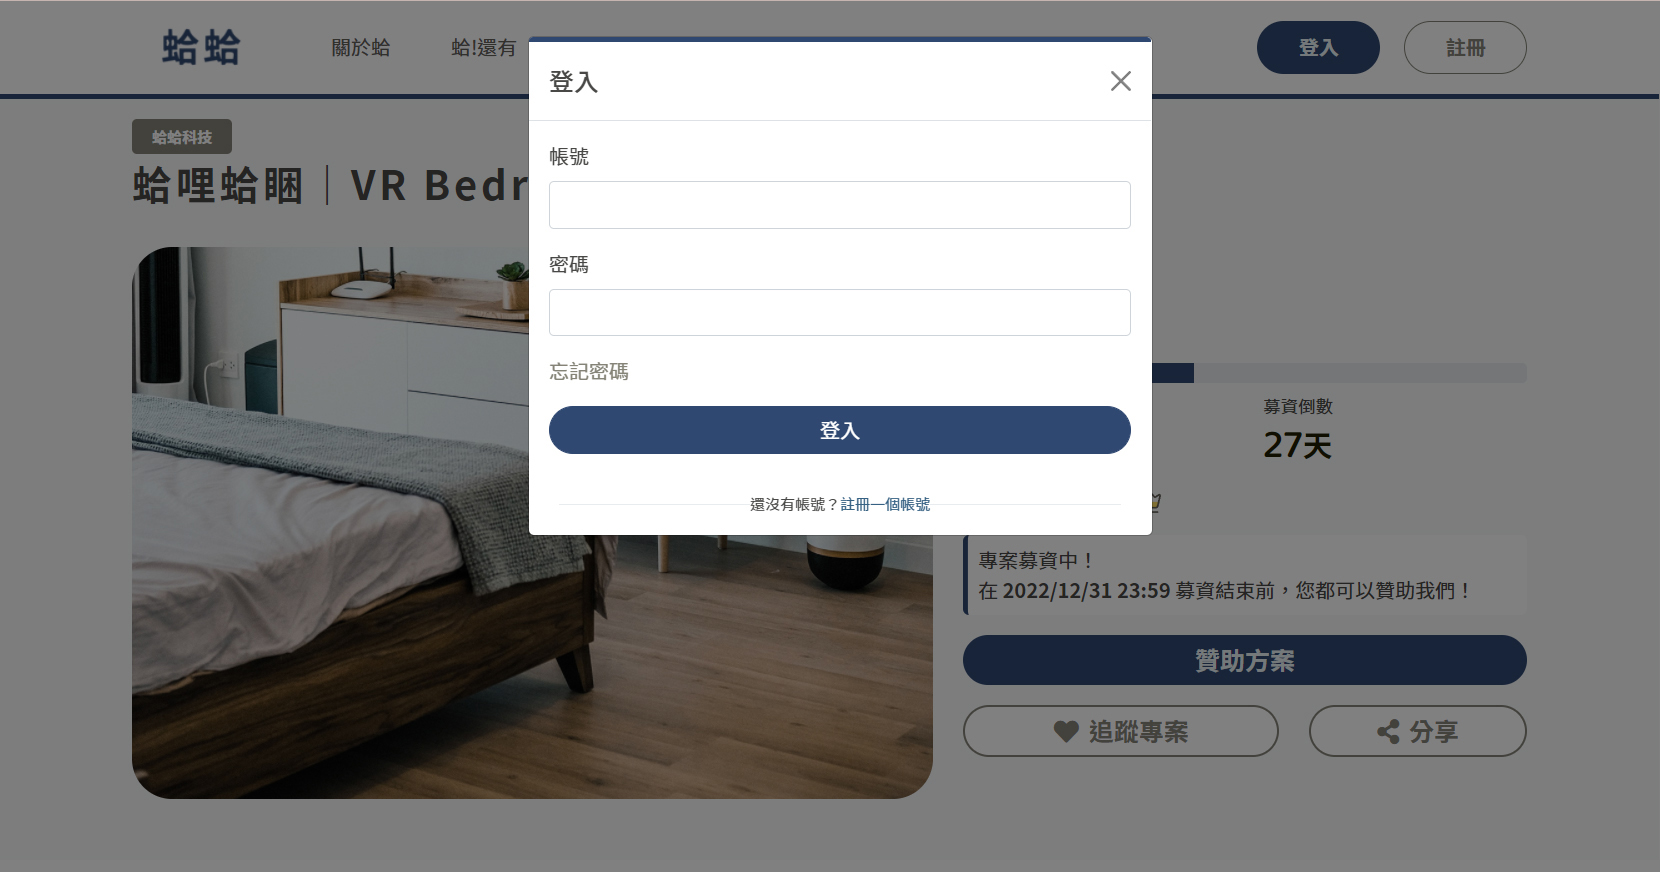 蛤蛤
關於蛤
蛤!還有
登入
註冊
蛤蛤科技
蛤哩蛤睏｜VR Bedr
登入
帳號
密碼
忘記密碼
登入
還沒有帳號？註冊一個帳號
募資倒數
27天
專案募資中！
在 2022/12/31 23:59 募資結束前，您都可以贊助我們！
贊助方案
追蹤專案
分享